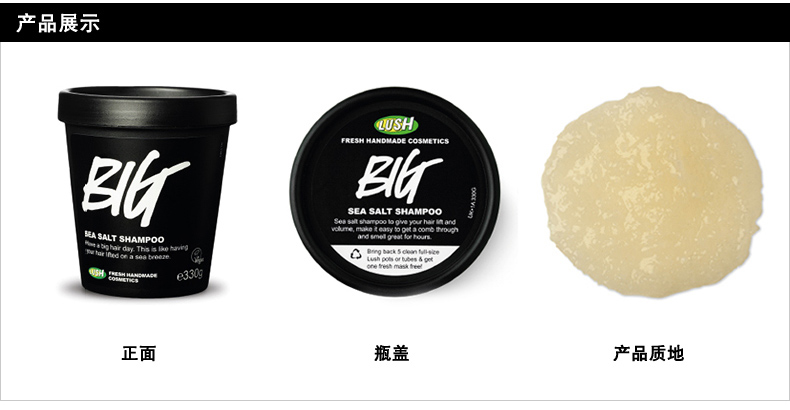 产品展示
BIG
SEA SALT SHAMPOO
Have a big hair day. This is like having
your hair lifted on a sea breeze.
LUSH
FRESH HANDMADE
COSMETICS
℮330g
LUSH
FRESH HANDMADE COSMETICS
BIG
SEA SALT SHAMPOO
Sea salt shampoo to give your hair lift and
volume, make it easy to get a comb through
and smell great for hours.
Bring back 5 clean full-size
Lush pots or tubes & get
one fresh mask free!
330G
正面
瓶盖
产品质地